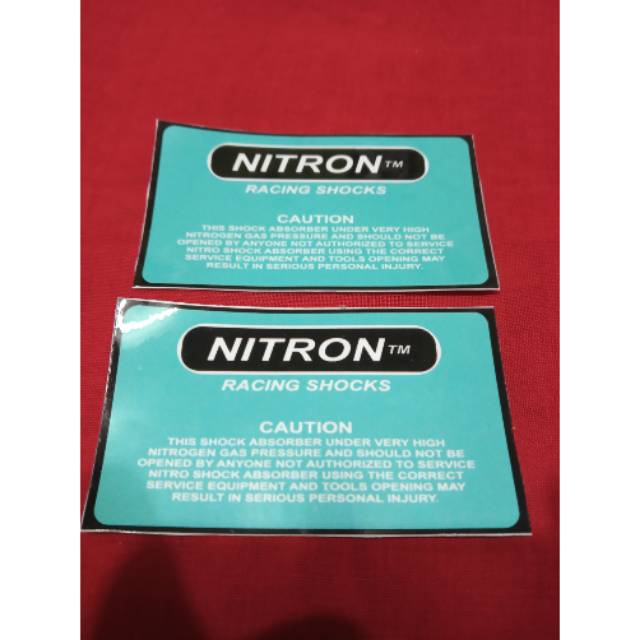 NITRON TM
RACING SHOCKS
CAUTION
THIS SHOCK ABSORBER UNDER VERY HIGH
NITROGEN GAS PRESSURE AND SHOULD NOT BE
OPENED BY ANYONE NOT AUTHORIZED TO SERVICE
NITRO SHOCK ABSORBER USING THE CORRECT
SERVICE EQUIPMENT AND TOOLS OPENING MAY
RESULT IN SERIOUS PERSONAL INJURY.
NITRON TM
RACING SHOCKS
CAUTION
THIS SHOCK ABSORBER UNDER VERY HIGH
NITROGEN GAS PRESSURE AND SHOULD NOT BE
OPENED BY ANYONE NOT AUTHORIZED TO SERVICE
NITRO SHOCK ABSORBER USING THE CORRECT
SERVICE EQUIPMENT AND TOOLS OPENING MAY
RESULT IN SERIOUS PERSONAL INJURY.